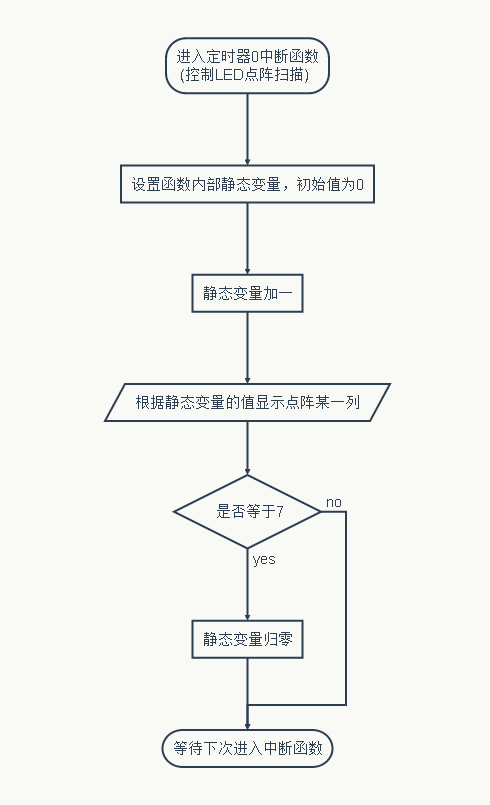 进入定时器0中断函数
(控制LED点阵扫描)
设置函数内部静态变量，初始值为0
静态变量加一
根据静态变量的值显示点阵某一列
是否等于7
no
yes
静态变量归零
等待下次进入中断函数